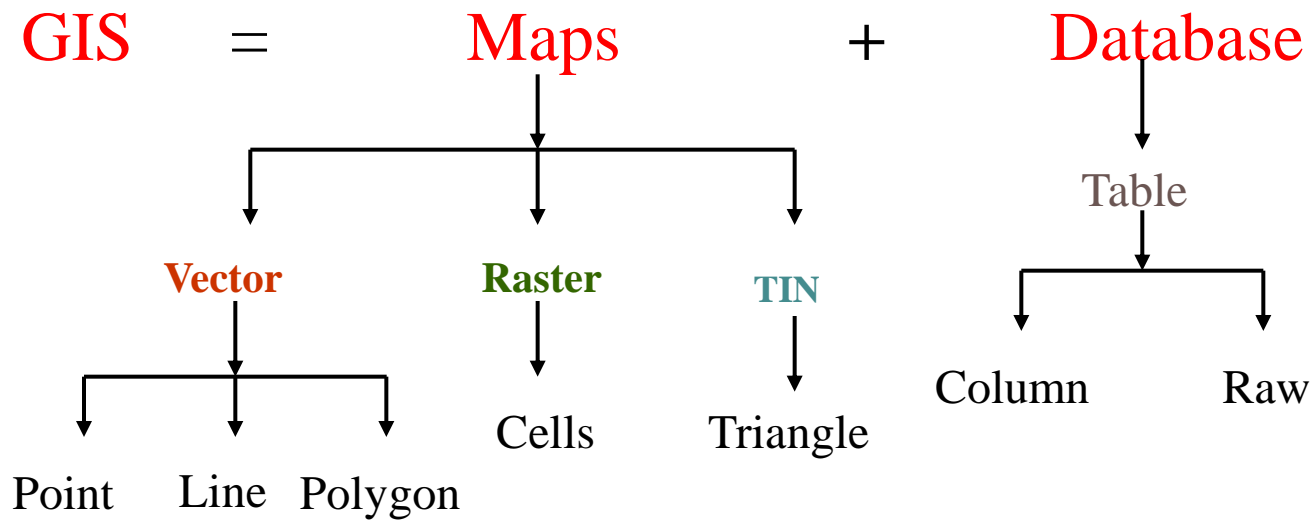 GIS = Maps + Database
Table
Vector Raster TIN
Column Raw
Cells Triangle
Point Line Polygon